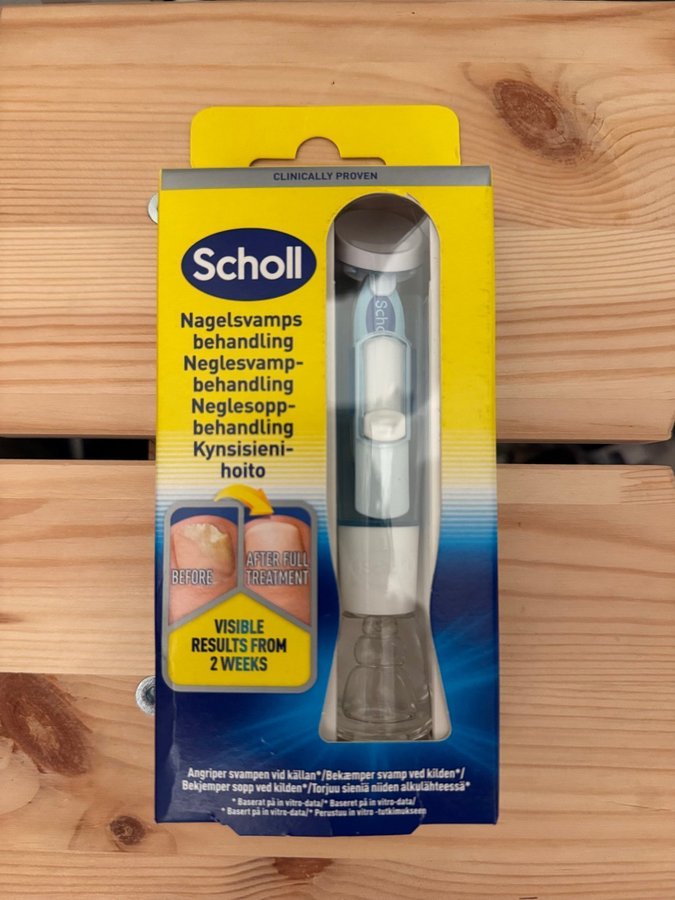 CLINICALLY PROVEN
Scholl
Nagelsvamps
behandling
Neglesvamp-
behandling
Neglesopp-
behandling
Kynsisieni-
hoito
Scho
BEFORE
AFTER FULL
TREATMENT
VISIBLE
RESULTS FROM
2 WEEKS
Angriper svampen vid källan*/Bekæmper svamp ved kilden*/
Bekjemper sopp ved kilden*/Torjuu sieniä niiden alkulähteessä*
* Baserat på in vitro-data/* Baseret på in vitro-data/
* Basert på in vitro-data/* Perustuu in vitro -tutkimukseen